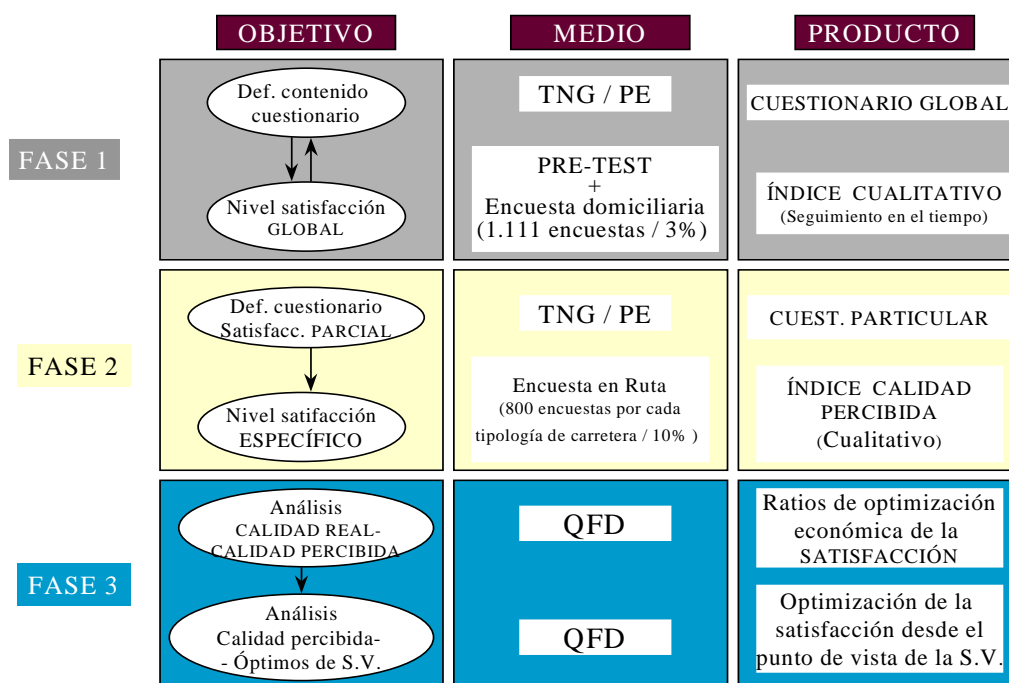 OBJETIVO
MEDIO
PRODUCTO
FASE 1
Def. contenido
cuestionario
Nivel satisfacción
GLOBAL
TNG / PE
PRE-TEST
+
Encuesta domiciliaria
(1.111 encuestas / 3%)
CUESTIONARIO GLOBAL
ÍNDICE CUALITATIVO
(Seguimiento en el tiempo)
FASE 2
Def. cuestionario
Satisfacc. PARCIAL
Nivel satifacción
ESPECÍFICO
TNG / PE
Encuesta en Ruta
(800 encuestas por cada
tipología de carretera / 10% )
CUEST. PARTICULAR
ÍNDICE CALIDAD
PERCIBIDA
(Cualitativo)
FASE 3
Análisis
CALIDAD REAL-
CALIDAD PERCIBIDA
Análisis
Calidad percibida-
- Óptimos de S.V.
QFD
QFD
Ratios de optimización
económica de la
SATISFACCIÓN
Optimización de la
satisfacción desde el
punto de vista de la S.V.